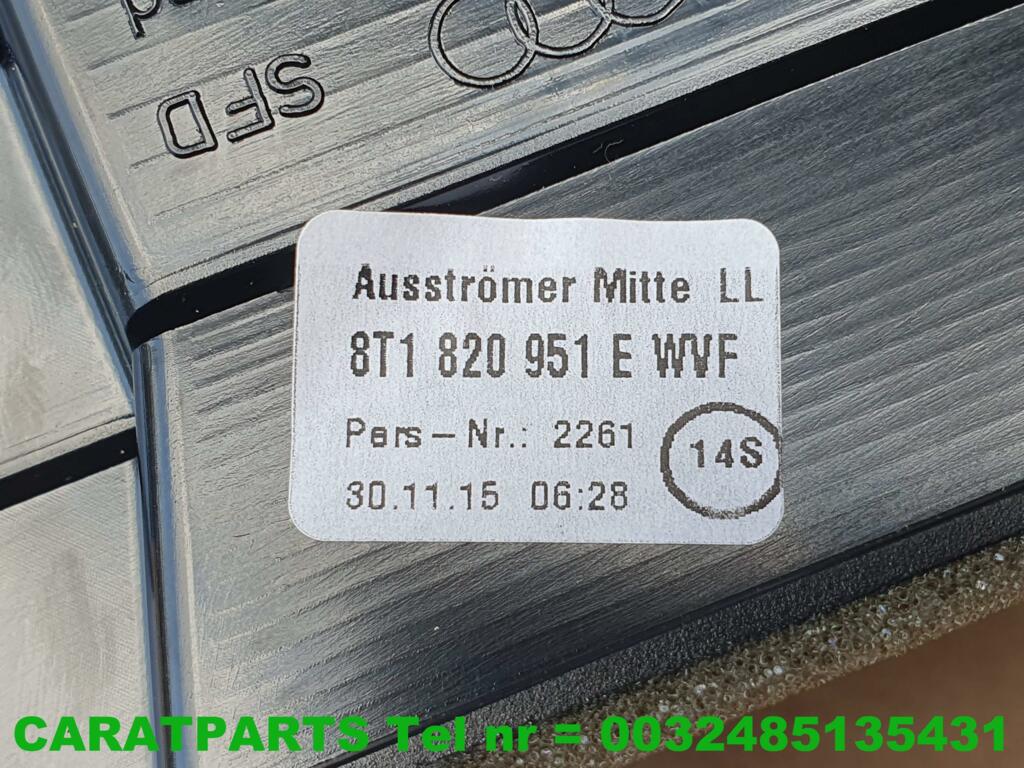 SFD
Ausströmer Mitte LL
8T1 820 951 E WVF
Pers-Nr.: 2261
14S
30.11.15 06:28
CARATPARTS Tel nr = 0032485135431